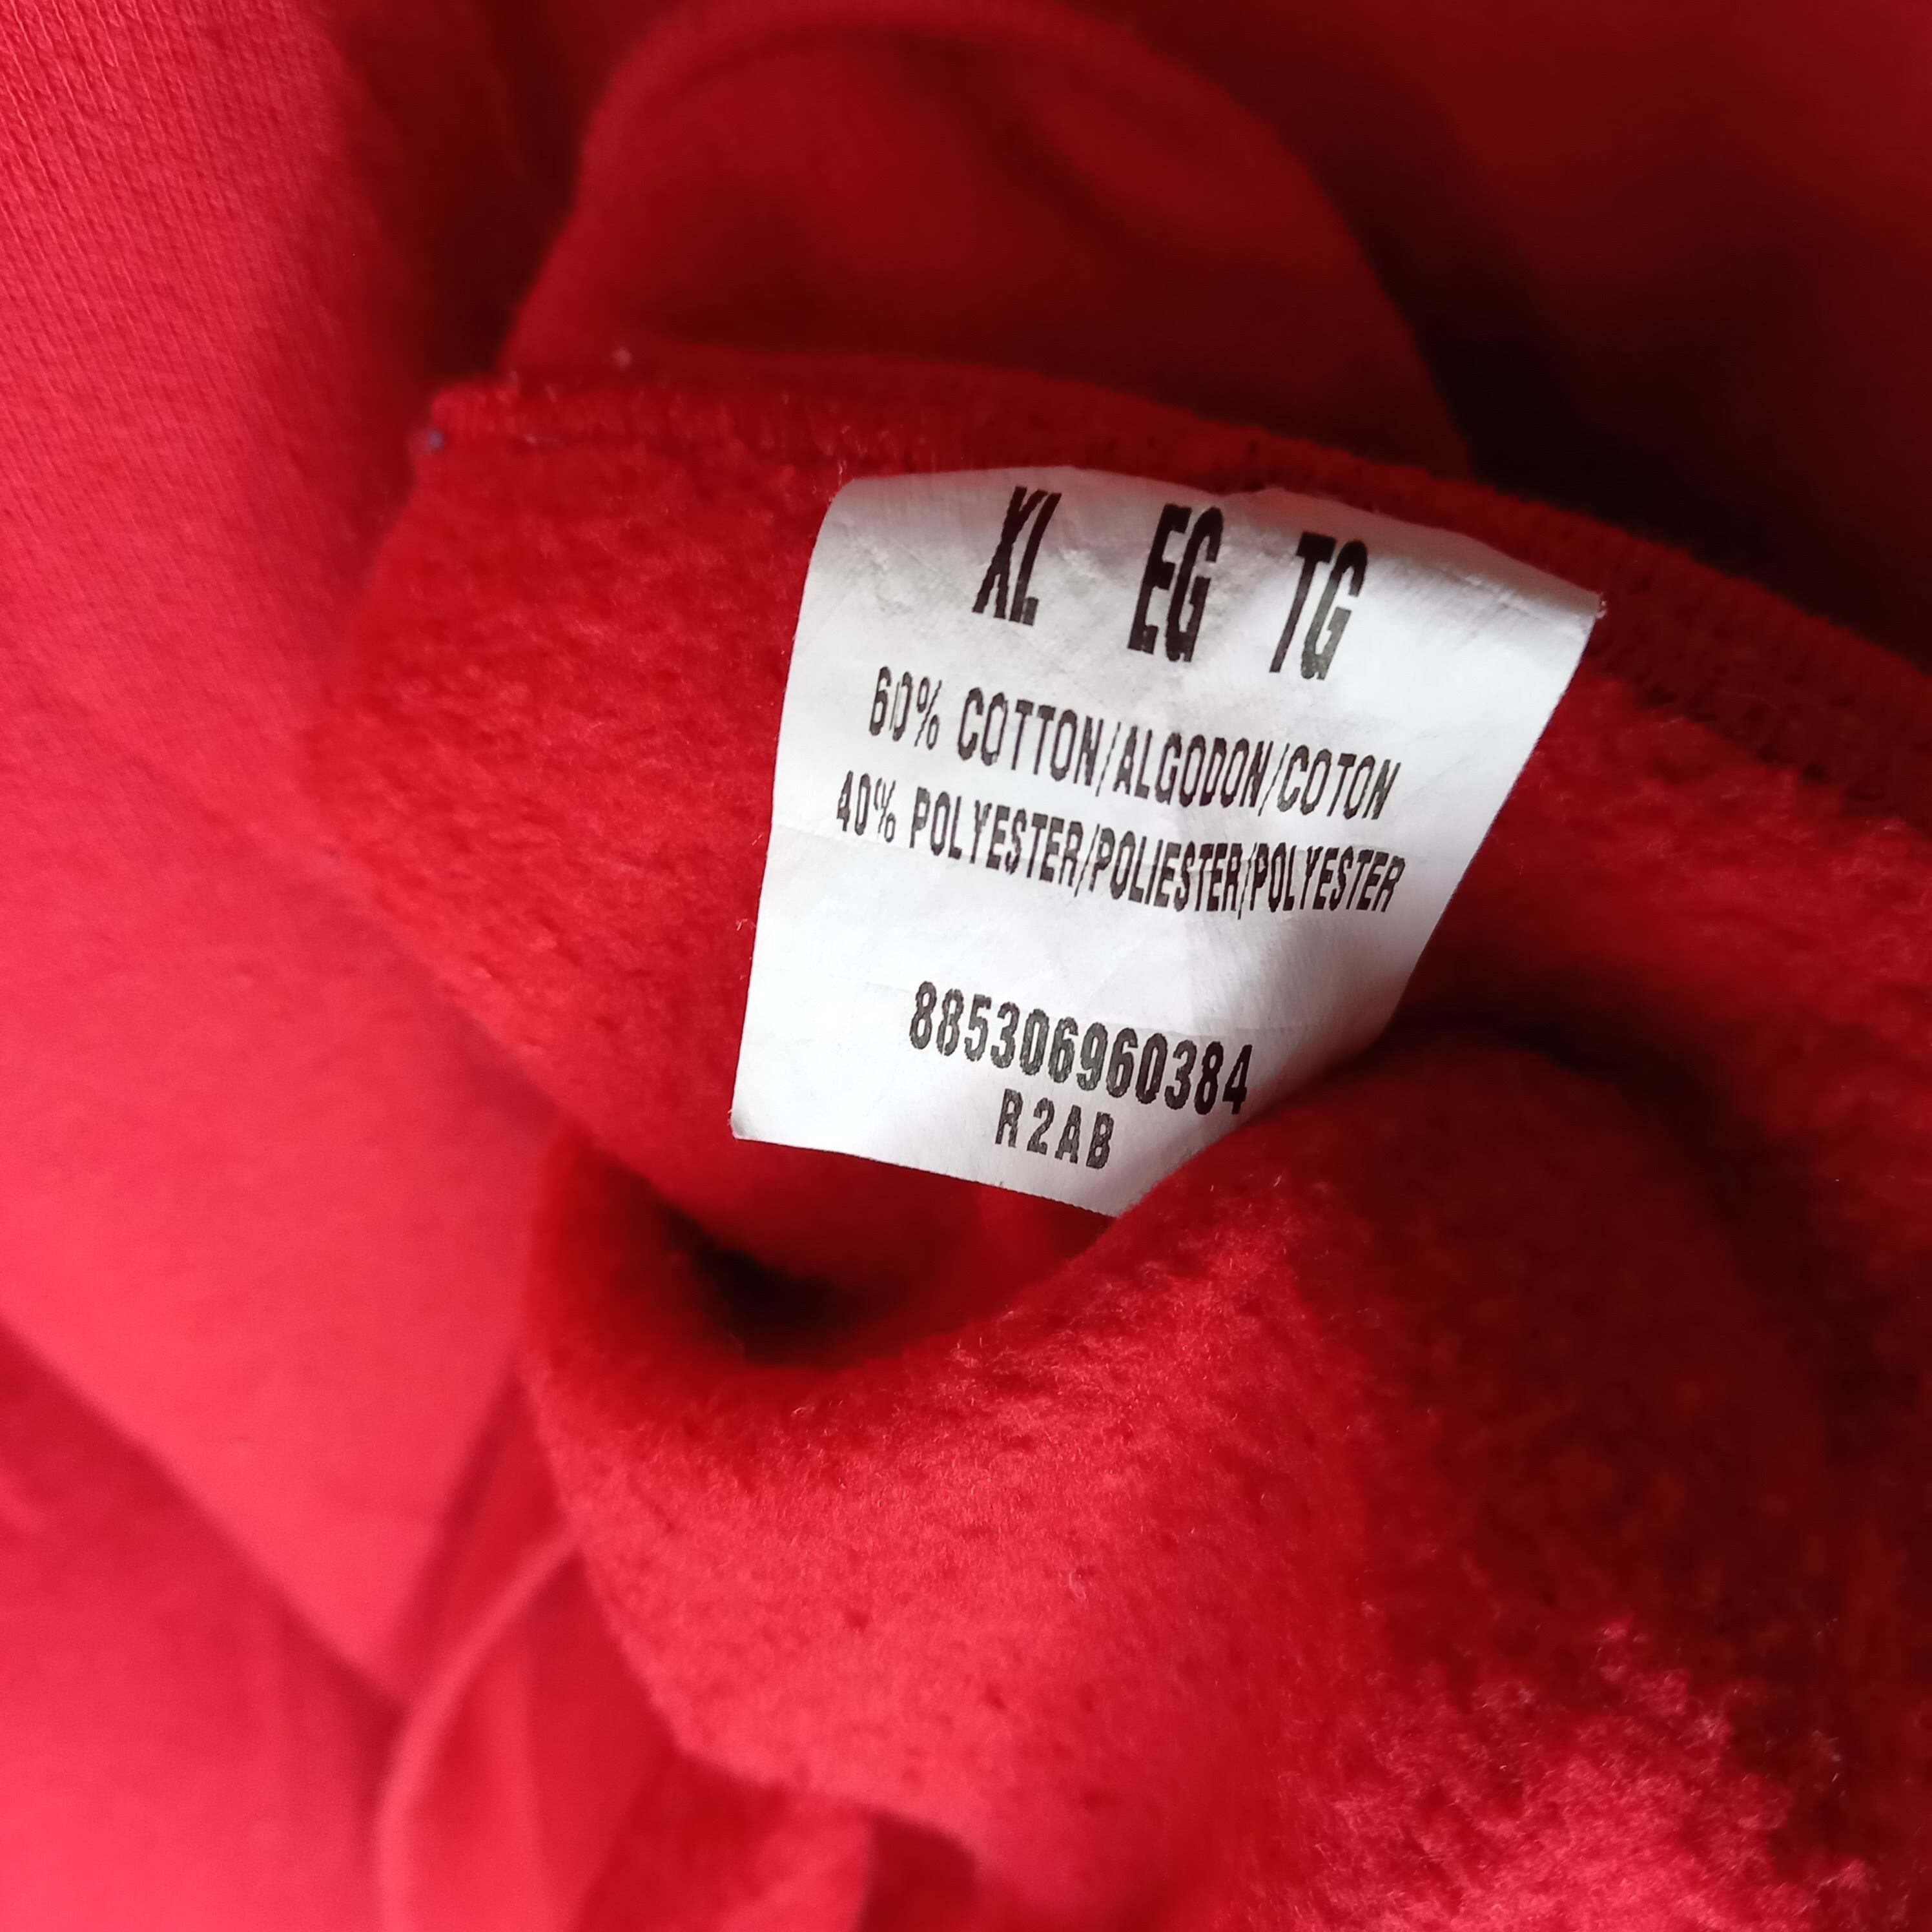 XL EG TG
60% COTTON/ALGODON/COTON
40% POLYESTER/POLIESTER/POLYESTER
885306960384
R2AB